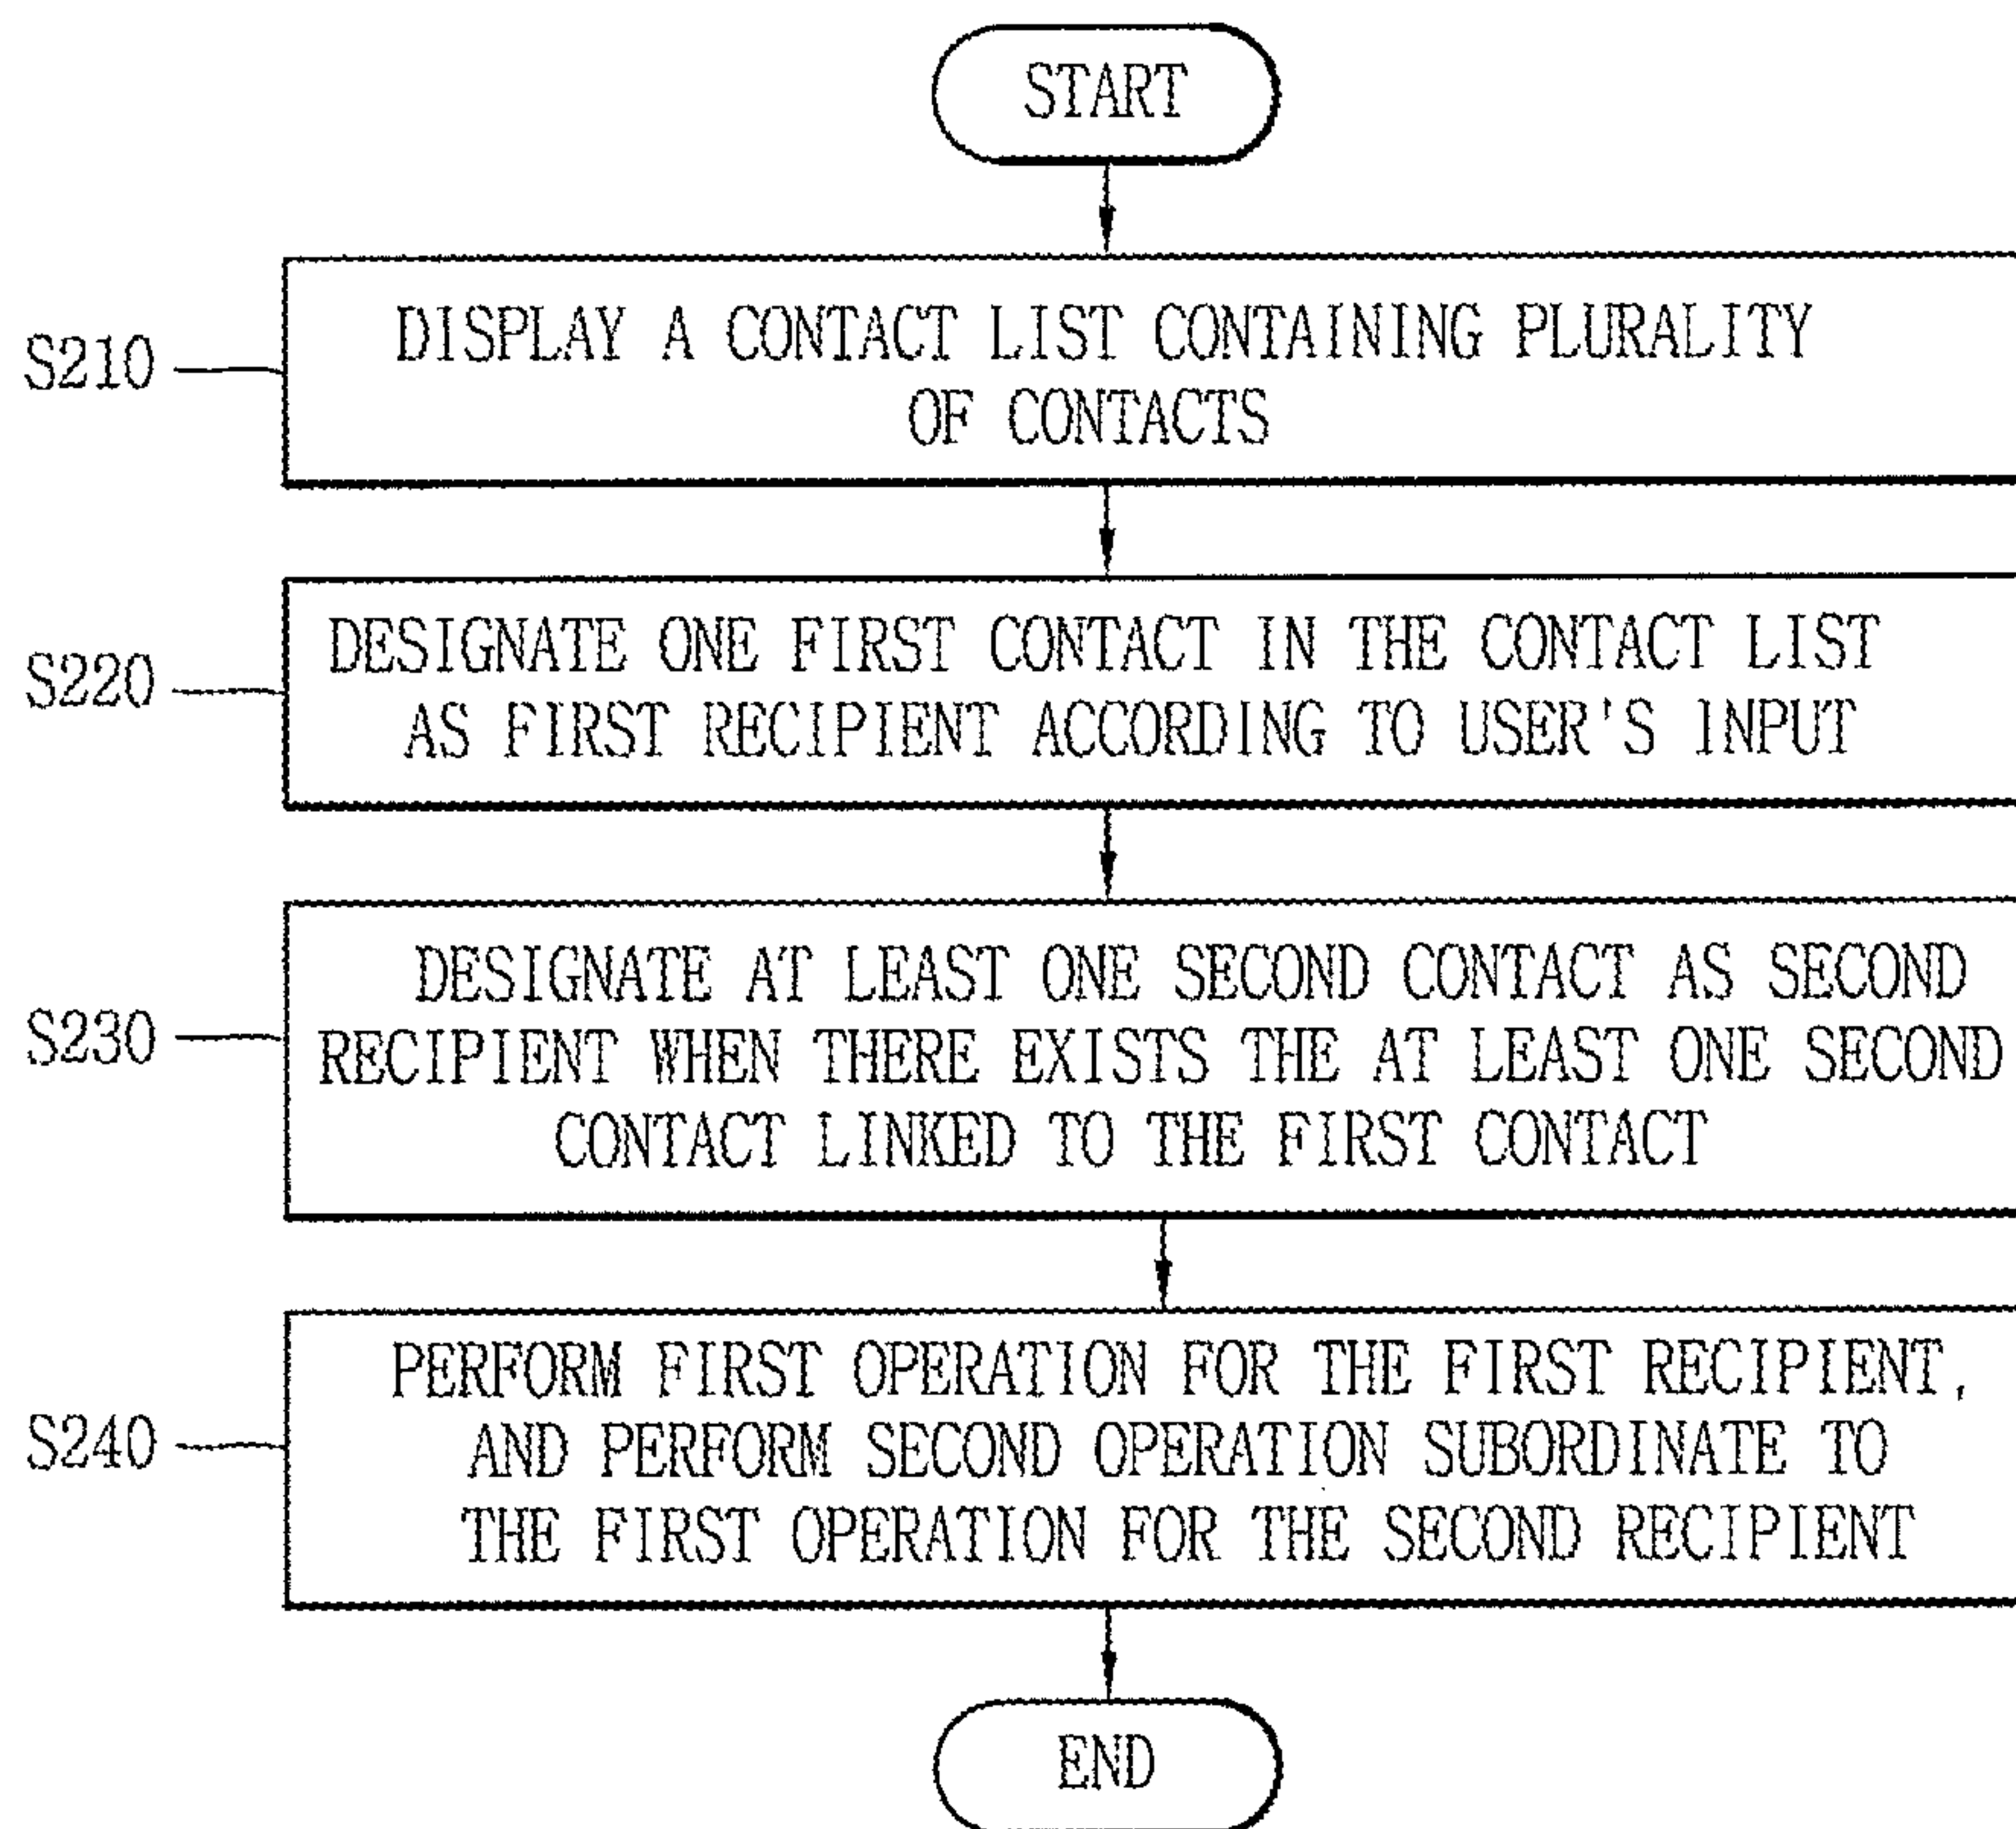 START
S210
DISPLAY A CONTACT LIST CONTAINING PLURALITY
OF CONTACTS
S220
DESIGNATE ONE FIRST CONTACT IN THE CONTACT LIST
AS FIRST RECIPIENT ACCORDING TO USER'S INPUT
S230
DESIGNATE AT LEAST ONE SECOND CONTACT AS SECOND
RECIPIENT WHEN THERE EXISTS THE AT LEAST ONE SECOND
CONTACT LINKED TO THE FIRST CONTACT
S240
PERFORM FIRST OPERATION FOR THE FIRST RECIPIENT,
AND PERFORM SECOND OPERATION SUBORDINATE TO
THE FIRST OPERATION FOR THE SECOND RECIPIENT
END